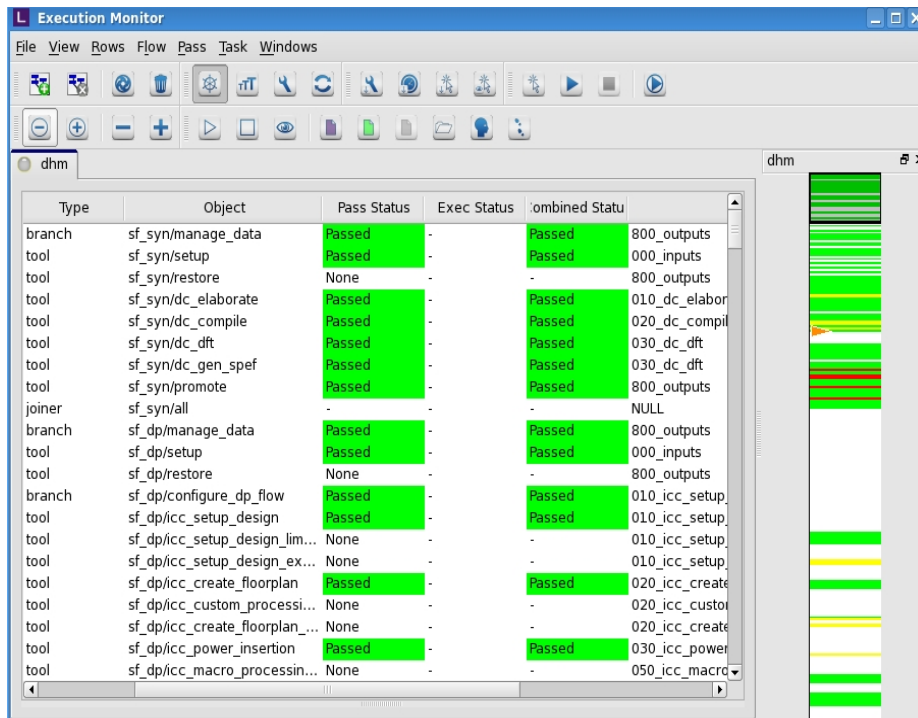 L Execution Monitor
File View Rows Flow Pass Task Windows
dhm
dhm
Type Object Pass Status Exec Status :ombined Statu
branch sf_syn/manage_data Passed - Passed 800_outputs
tool sf_syn/setup Passed - Passed 000_inputs
tool sf_syn/restore None - - 800_outputs
tool sf_syn/dc_elaborate Passed - Passed 010_dc_elabor
tool sf_syn/dc_compile Passed - Passed 020_dc_compil
tool sf_syn/dc_dft Passed - Passed 030_dc_dft
tool sf_syn/dc_gen_spef Passed - Passed 030_dc_dft
tool sf_syn/promote Passed - Passed 800_outputs
joiner sf_syn/all - - - NULL
branch sf_dp/manage_data Passed - Passed 800_outputs
tool sf_dp/setup Passed - Passed 000_inputs
tool sf_dp/restore None - - 800_outputs
branch sf_dp/configure_dp_flow Passed - Passed 010_icc_setup_
tool sf_dp/icc_setup_design Passed - Passed 010_icc_setup_
tool sf_dp/icc_setup_design_lim... None - - 010_icc_setup_
tool sf_dp/icc_setup_design_ex... None - - 010_icc_setup_
tool sf_dp/icc_create_floorplan Passed - Passed 020_icc_create
tool sf_dp/icc_custom_processi... None - - 020_icc_custor
tool sf_dp/icc_create_floorplan_... None - - 020_icc_create
tool sf_dp/icc_power_insertion Passed - Passed 030_icc_power
tool sf_dp/icc_macro_processin... None - - 050_icc_macro